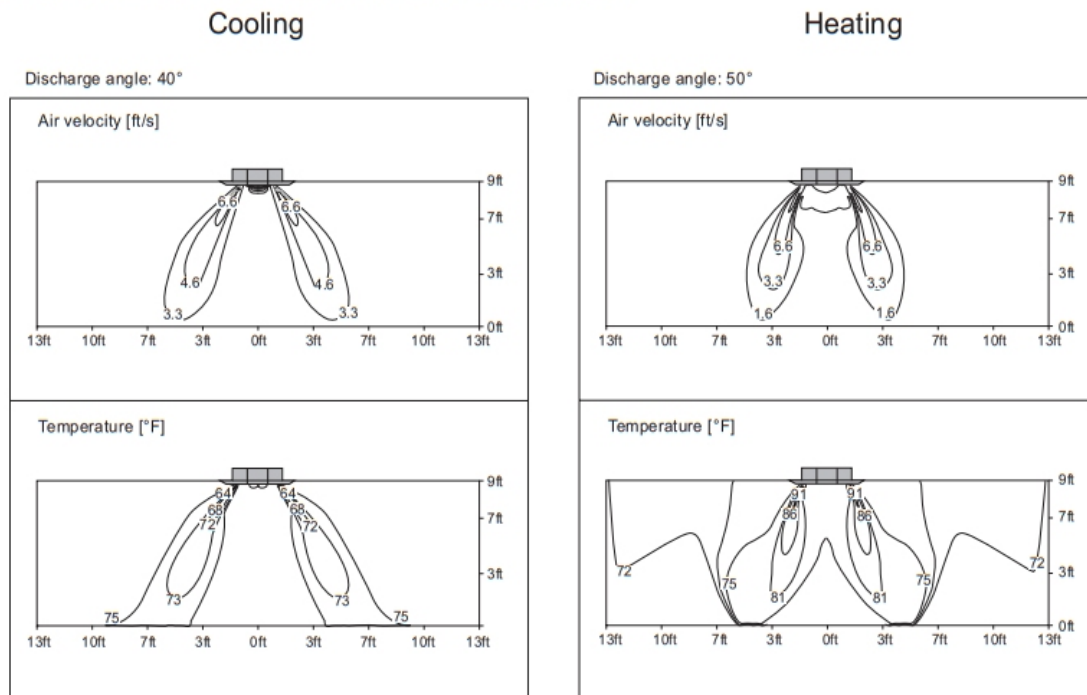 Cooling
Heating
Discharge angle: 40°
Discharge angle: 50°
Air velocity [ft/s]
6.6 6.6
4.6 4.6
3.3 3.3
9ft
7ft
3ft
0ft
13ft 10ft 7ft 3ft 0ft 3ft 7ft 10ft 13ft
Air velocity [ft/s]
6.6 6.6
3.3 3.3
1.6 1.6
9ft
7ft
3ft
0ft
13ft 10ft 7ft 3ft 0ft 3ft 7ft 10ft 13ft
Temperature [°F]
64 64
68 68
72 72
73 73
75 75
9ft
7ft
3ft
0ft
13ft 10ft 7ft 3ft 0ft 3ft 7ft 10ft 13ft
Temperature [°F]
91 91
86 86
72 72
75 75
81 81
9ft
7ft
3ft
0ft
13ft 10ft 7ft 3ft 0ft 3ft 7ft 10ft 13ft